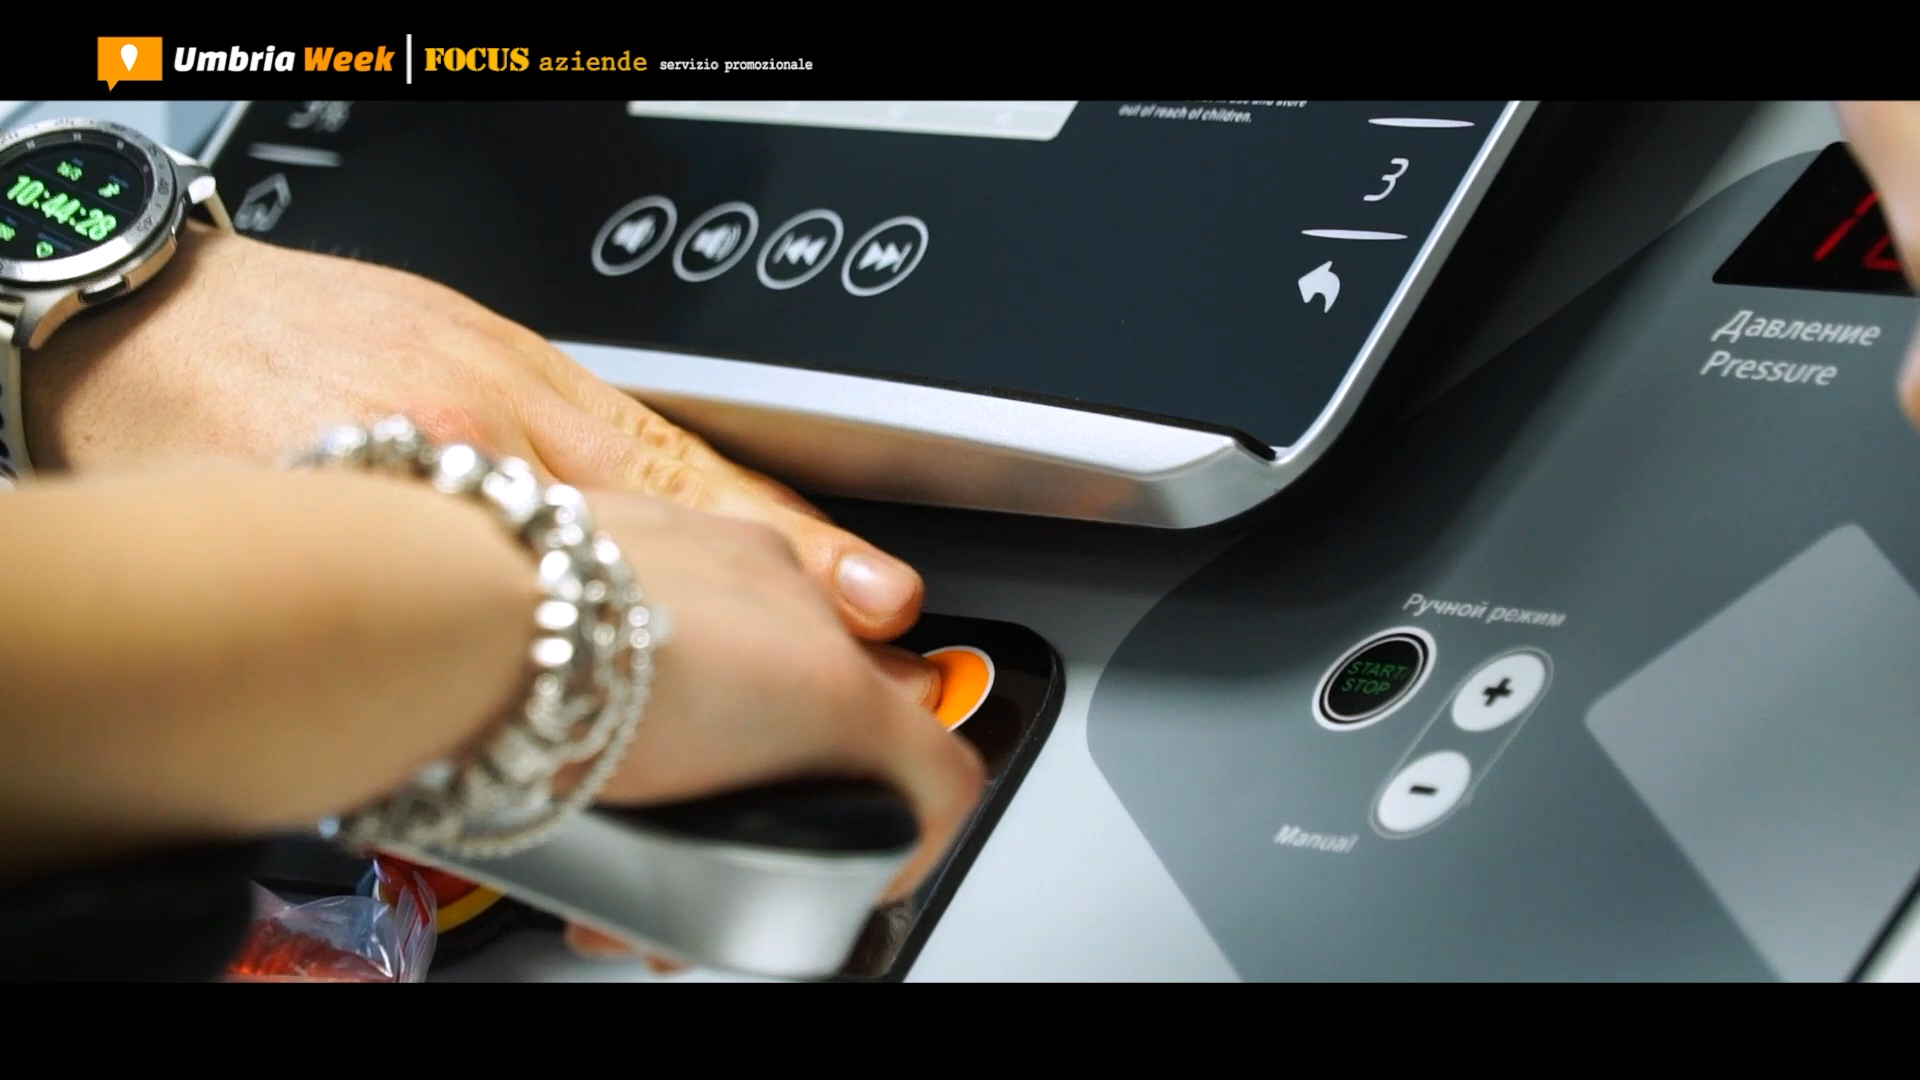 Umbria Week FOCUS aziende servizio promozionale
out of reach of children.
3%
3
10:44:28
Давление
Pressure
Ручной режим
START
STOP
+
-
Manual